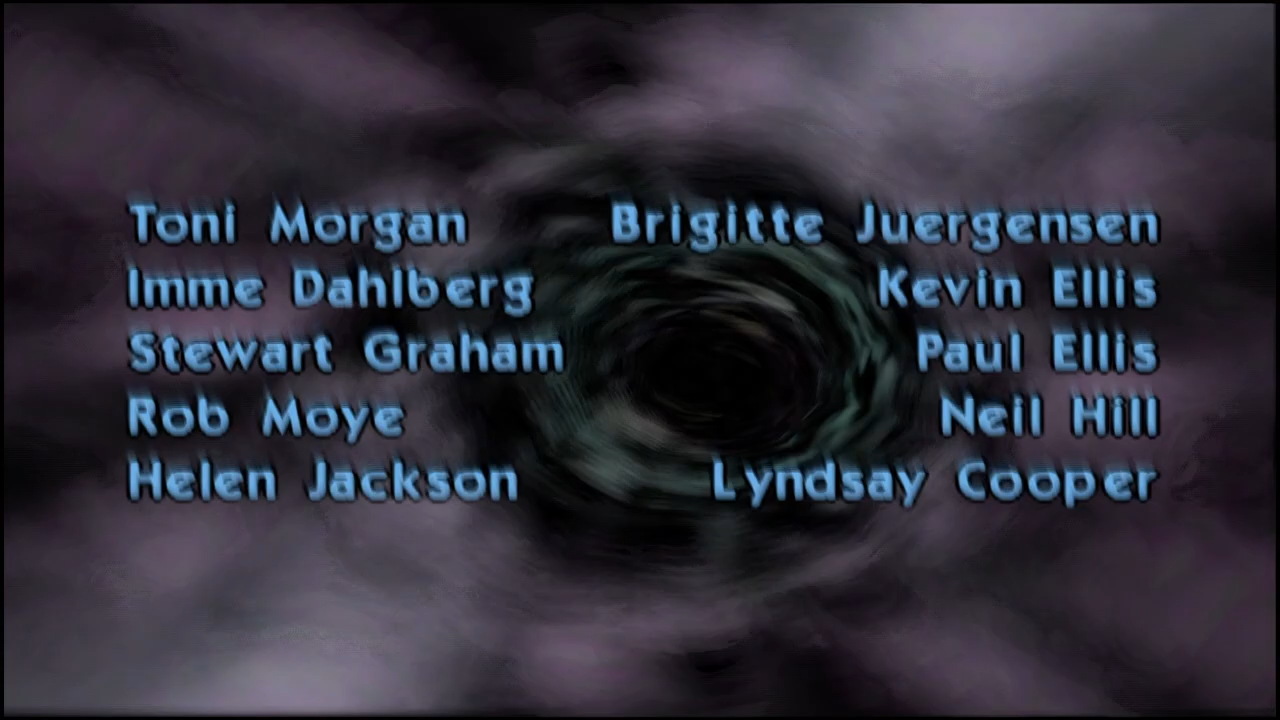 Toni Morgan Brigitte Juergensen
Imme Dahlberg Kevin Ellis
Stewart Graham Paul Ellis
Rob Moye Neil Hill
Helen Jackson Lyndsay Cooper